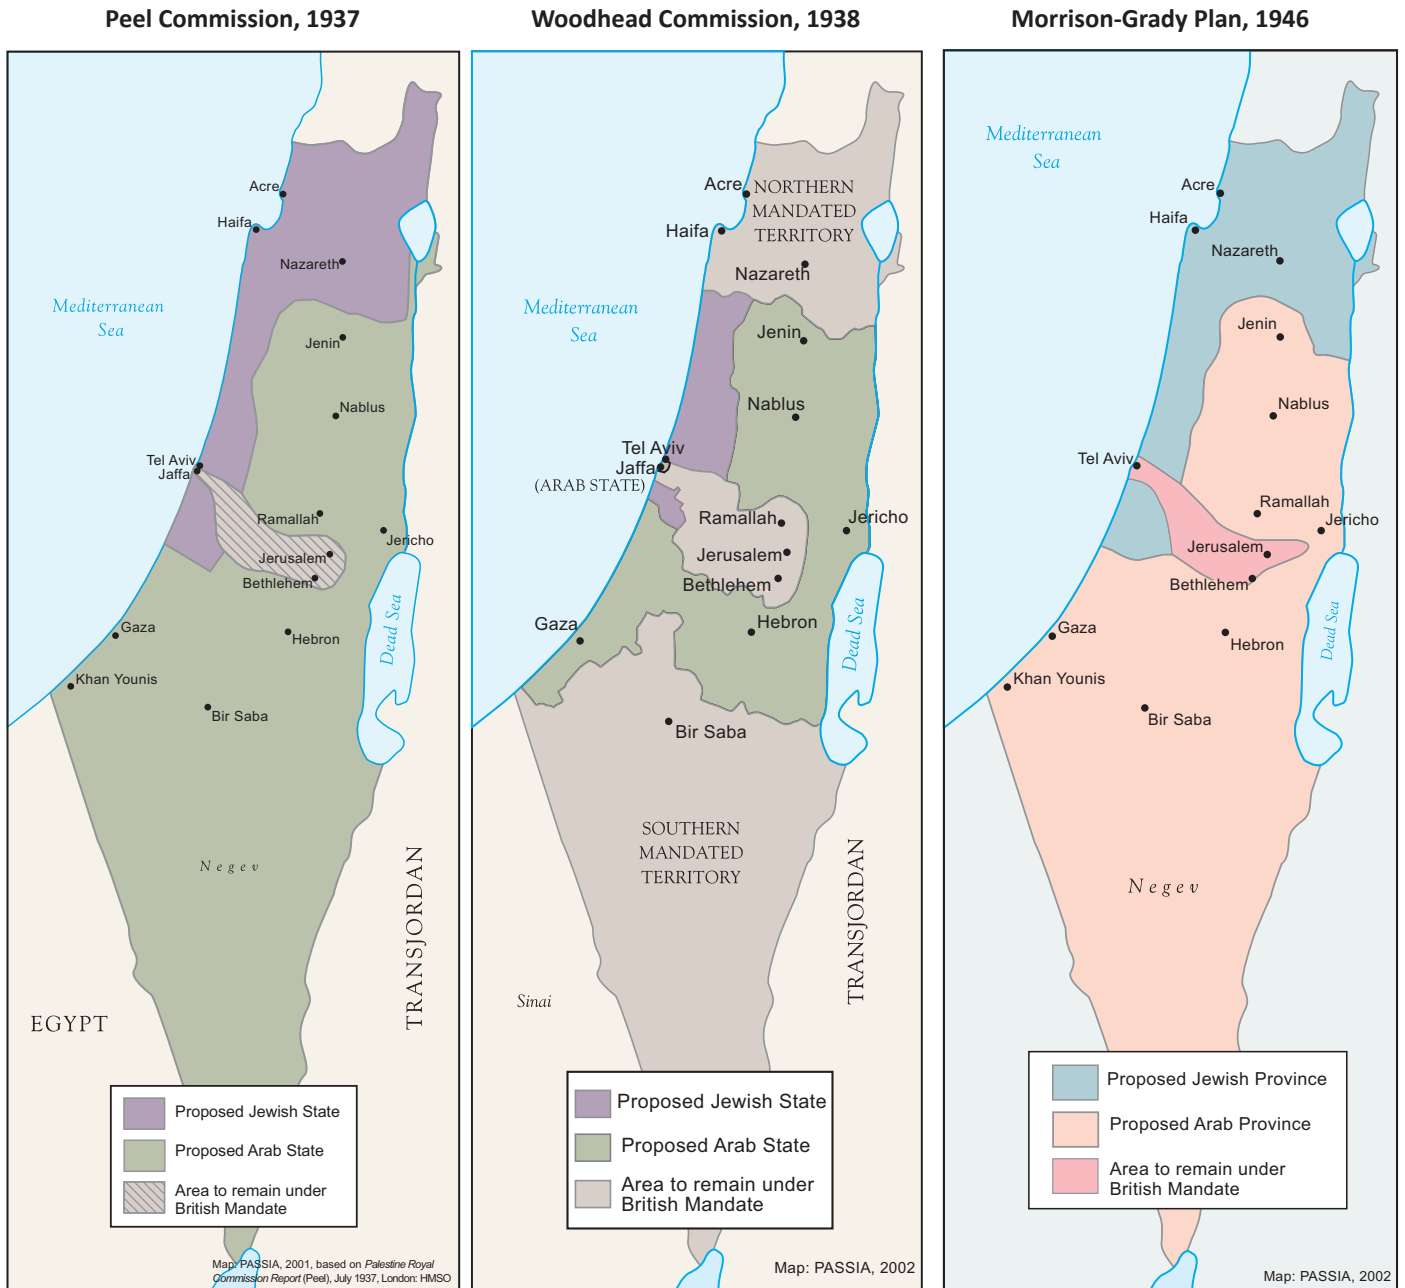 Peel Commission, 1937
Acre
Haifa
Nazareth
Mediterranean
Sea
Jenin
Nablus
Tel Aviv
Jaffa
Ramallah
Jericho
Jerusalem
Bethlehem
Dead Sea
Gaza
Hebron
Khan Younis
Bir Saba
Negev
TRANSJORDAN
EGYPT
Proposed Jewish State
Proposed Arab State
Area to remain under
British Mandate
Map: PASSIA, 2001, based on Palestine Royal
Commission Report (Peel), July 1937, London: HMSO
Woodhead Commission, 1938
Acre
NORTHERN
MANDATED
TERRITORY
Haifa
Nazareth
Mediterranean
Sea
Jenin
Nablus
Tel Aviv
Jaffa
(ARAB STATE)
Ramallah
Jericho
Jerusalem
Bethlehem
Dead Sea
Gaza
Hebron
Bir Saba
SOUTHERN
MANDATED
TERRITORY
TRANSJORDAN
Sinai
Proposed Jewish State
Proposed Arab State
Area to remain under
British Mandate
Map: PASSIA, 2002
Morrison-Grady Plan, 1946
Mediterranean
Sea
Acre
Haifa
Nazareth
Jenin
Nablus
Tel Aviv
Ramallah
Jericho
Jerusalem
Bethlehem
Dead Sea
Gaza
Hebron
Khan Younis
Bir Saba
Negev
Proposed Jewish Province
Proposed Arab Province
Area to remain under
British Mandate
Map: PASSIA, 2002